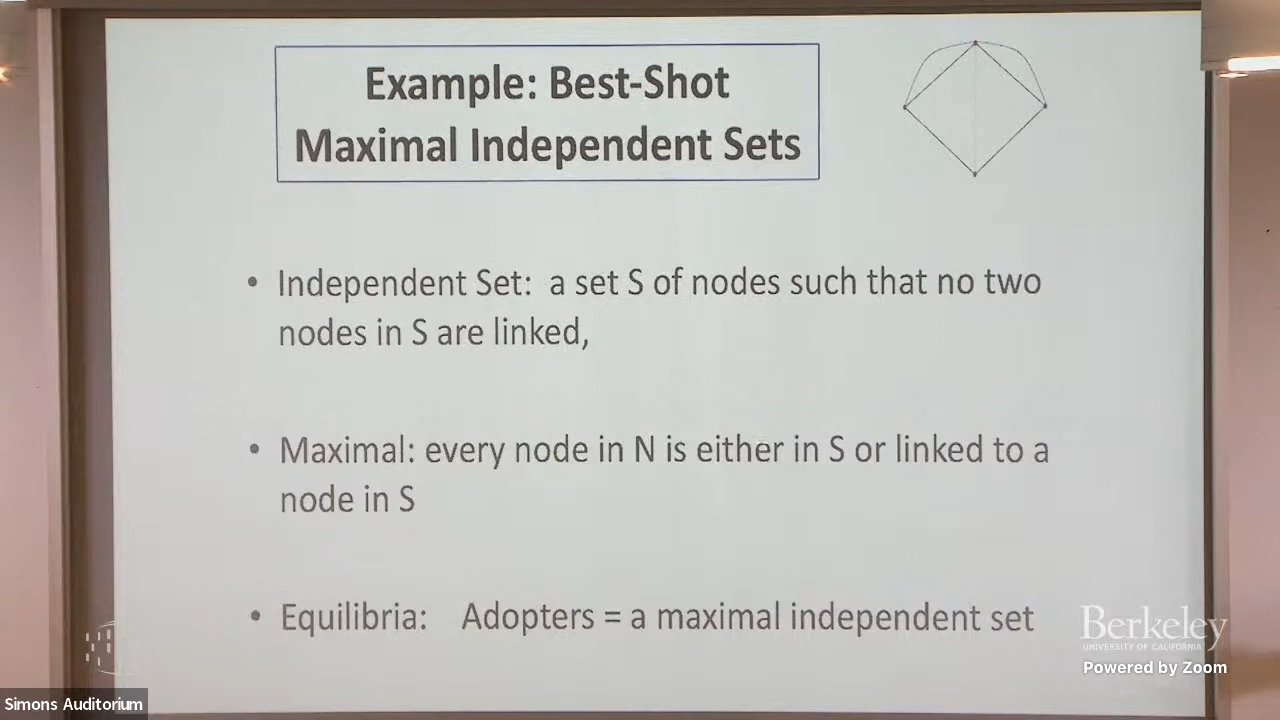 Example: Best-Shot
Maximal Independent Sets
• Independent Set: a set S of nodes such that no two
nodes in S are linked,
• Maximal: every node in N is either in S or linked to a
node in S
• Equilibria: Adopters = a maximal independent set
Berkeley
UNIVERSITY OF CALIFORNIA
Powered by Zoom
Simons Auditorium